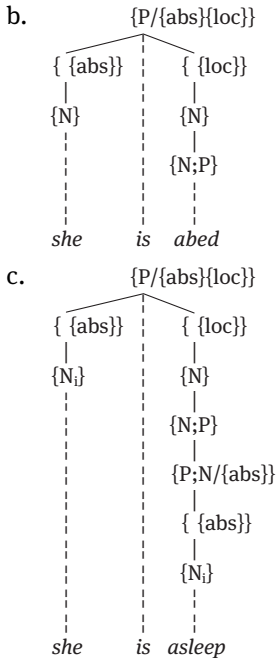 b. {P/{abs}{loc}}
{ {abs}} { {loc}}
{N} {N}
{N;P}
she is abed
c. {P/{abs}{loc}}
{ {abs}} { {loc}}
{Nᵢ} {N}
{N;P}
{P;N/{abs}}
{ {abs}}
{Nᵢ}
she is asleep